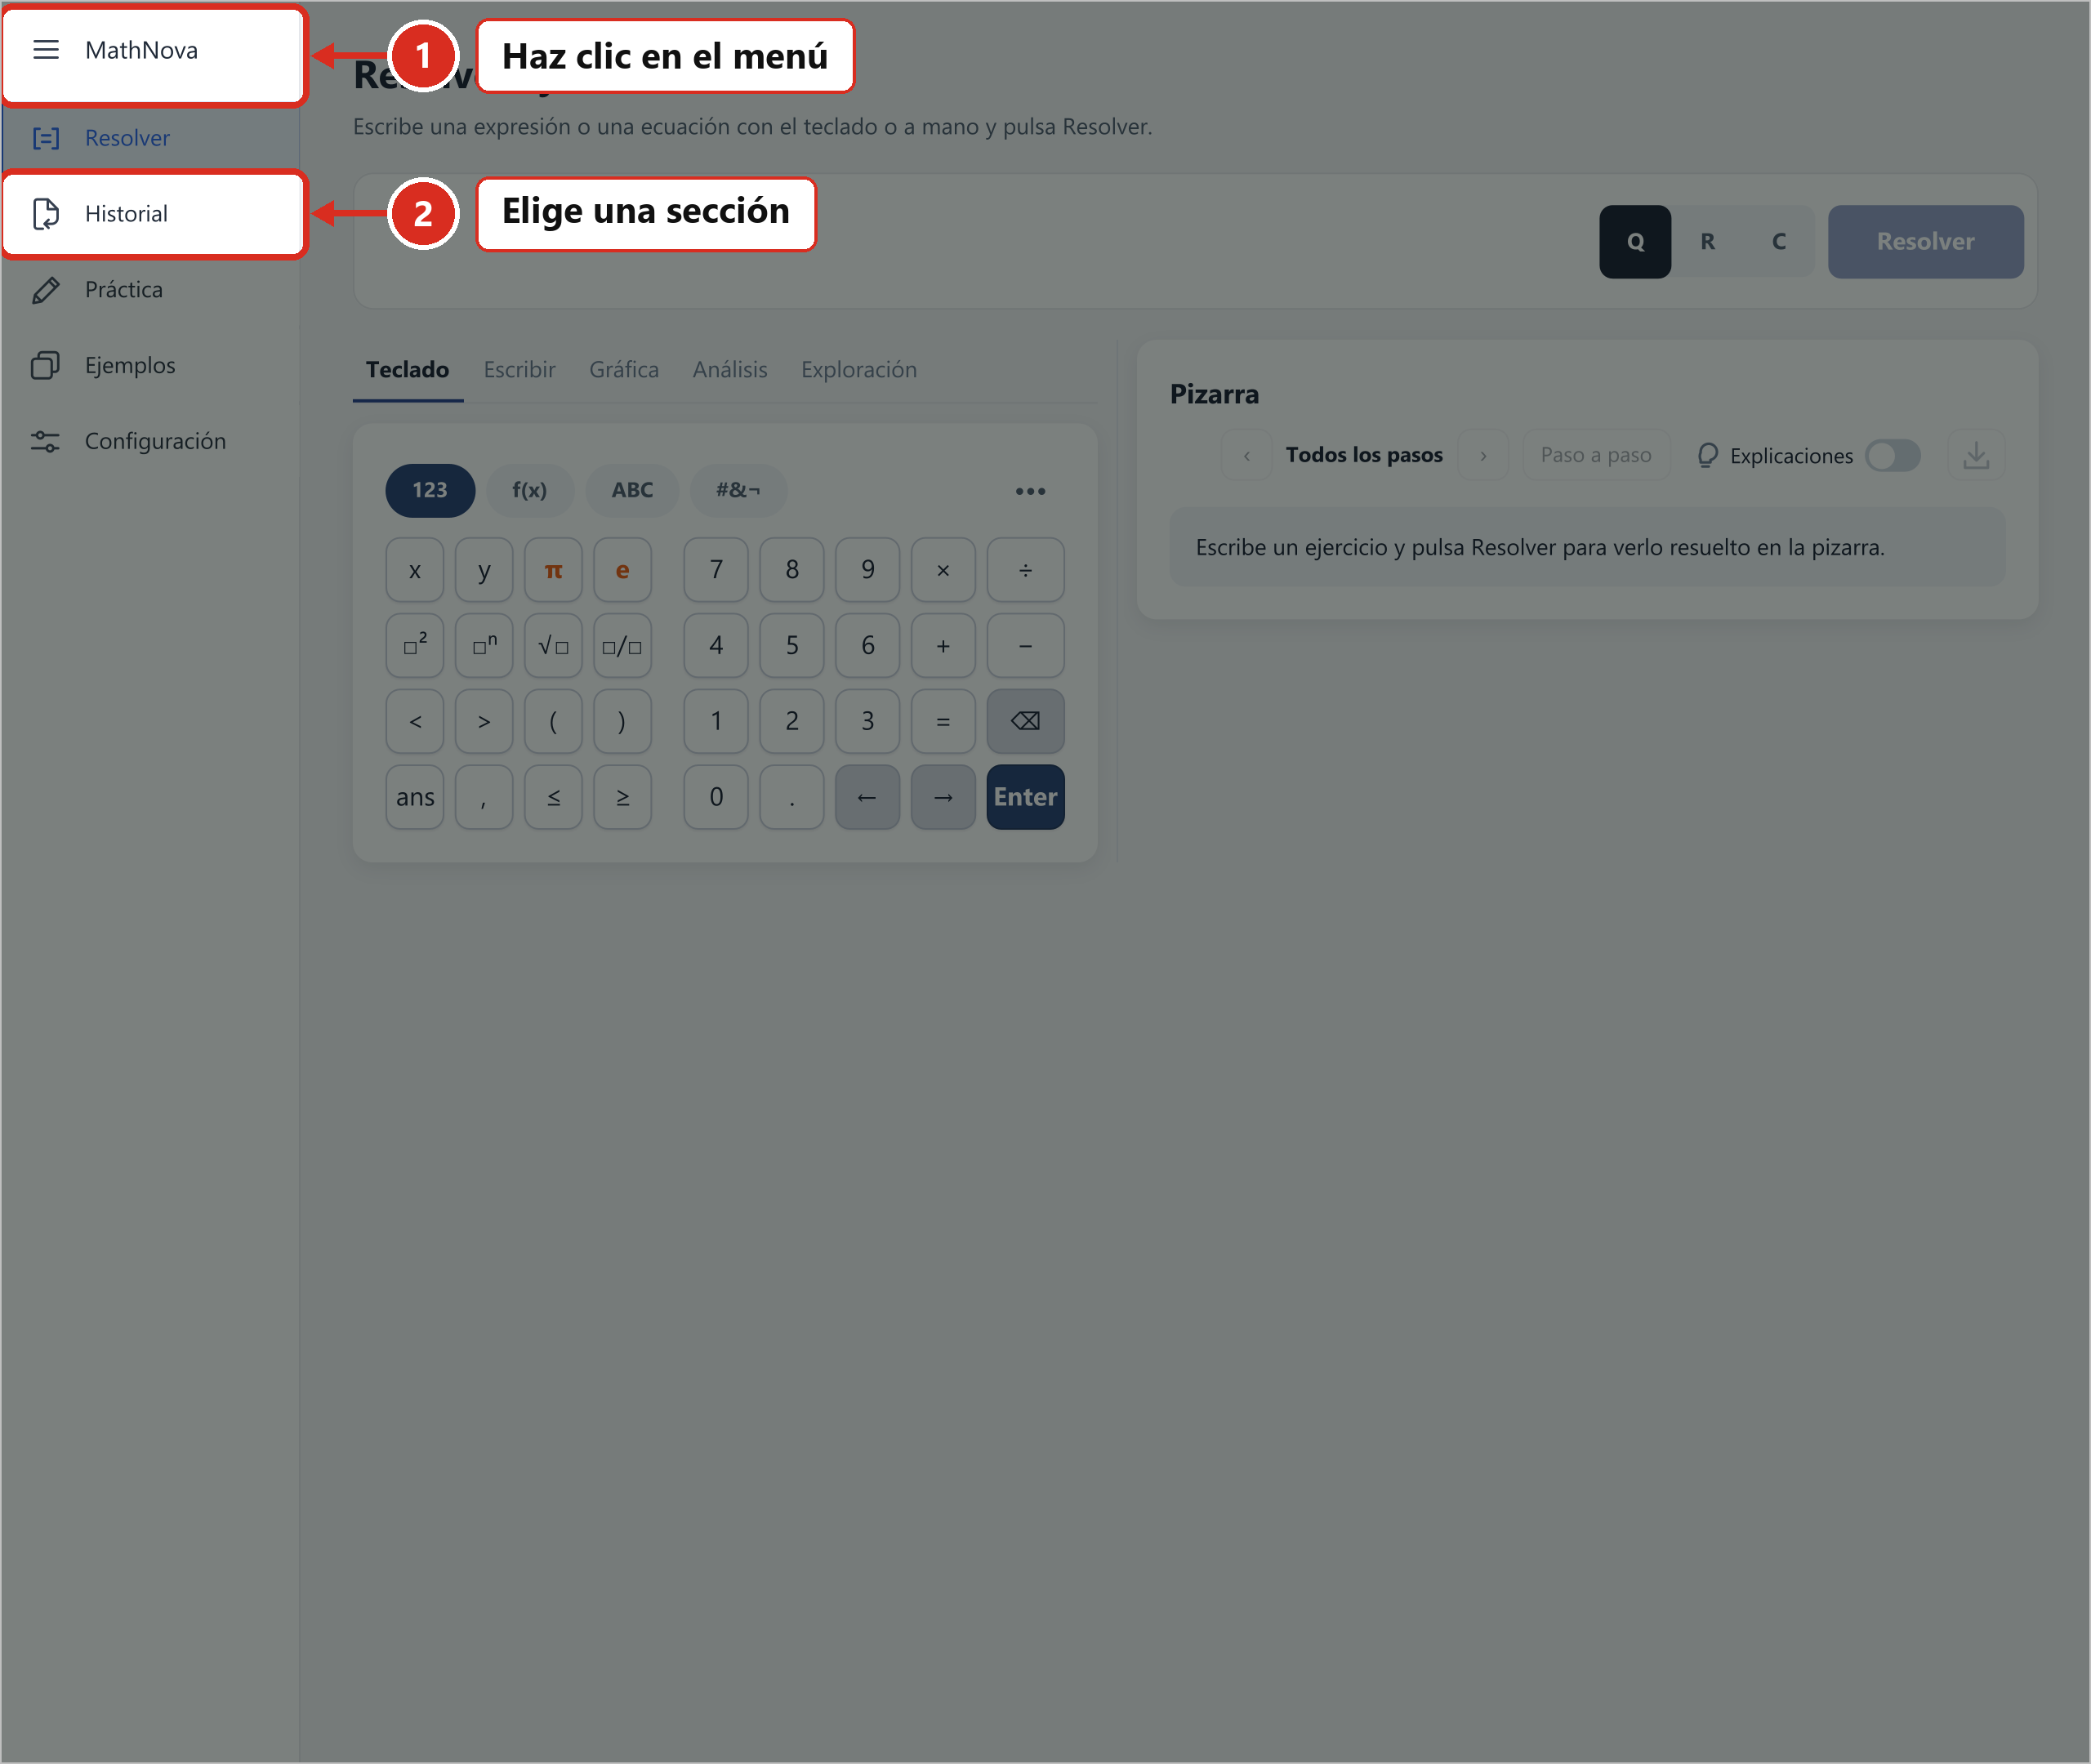 MathNova
1
Haz clic en el menú
Escribe una expresión o una ecuación con el teclado o a mano y pulsa Resolver.
Resolver
Historial
2
Elige una sección
Q R C Resolver
Práctica
Ejemplos
Configuración
Teclado Escribir Gráfica Análisis Exploración
Pizarra
‹ Todos los pasos › Paso a paso Explicaciones
Escribe un ejercicio y pulsa Resolver para verlo resuelto en la pizarra.
123 f(x) ABC #&¬ •••
x y π e 7 8 9 × ÷
□² □ⁿ √□ □/□ 4 5 6 + −
< > ( ) 1 2 3 = ⌫
ans , ≤ ≥ 0 . ← → Enter